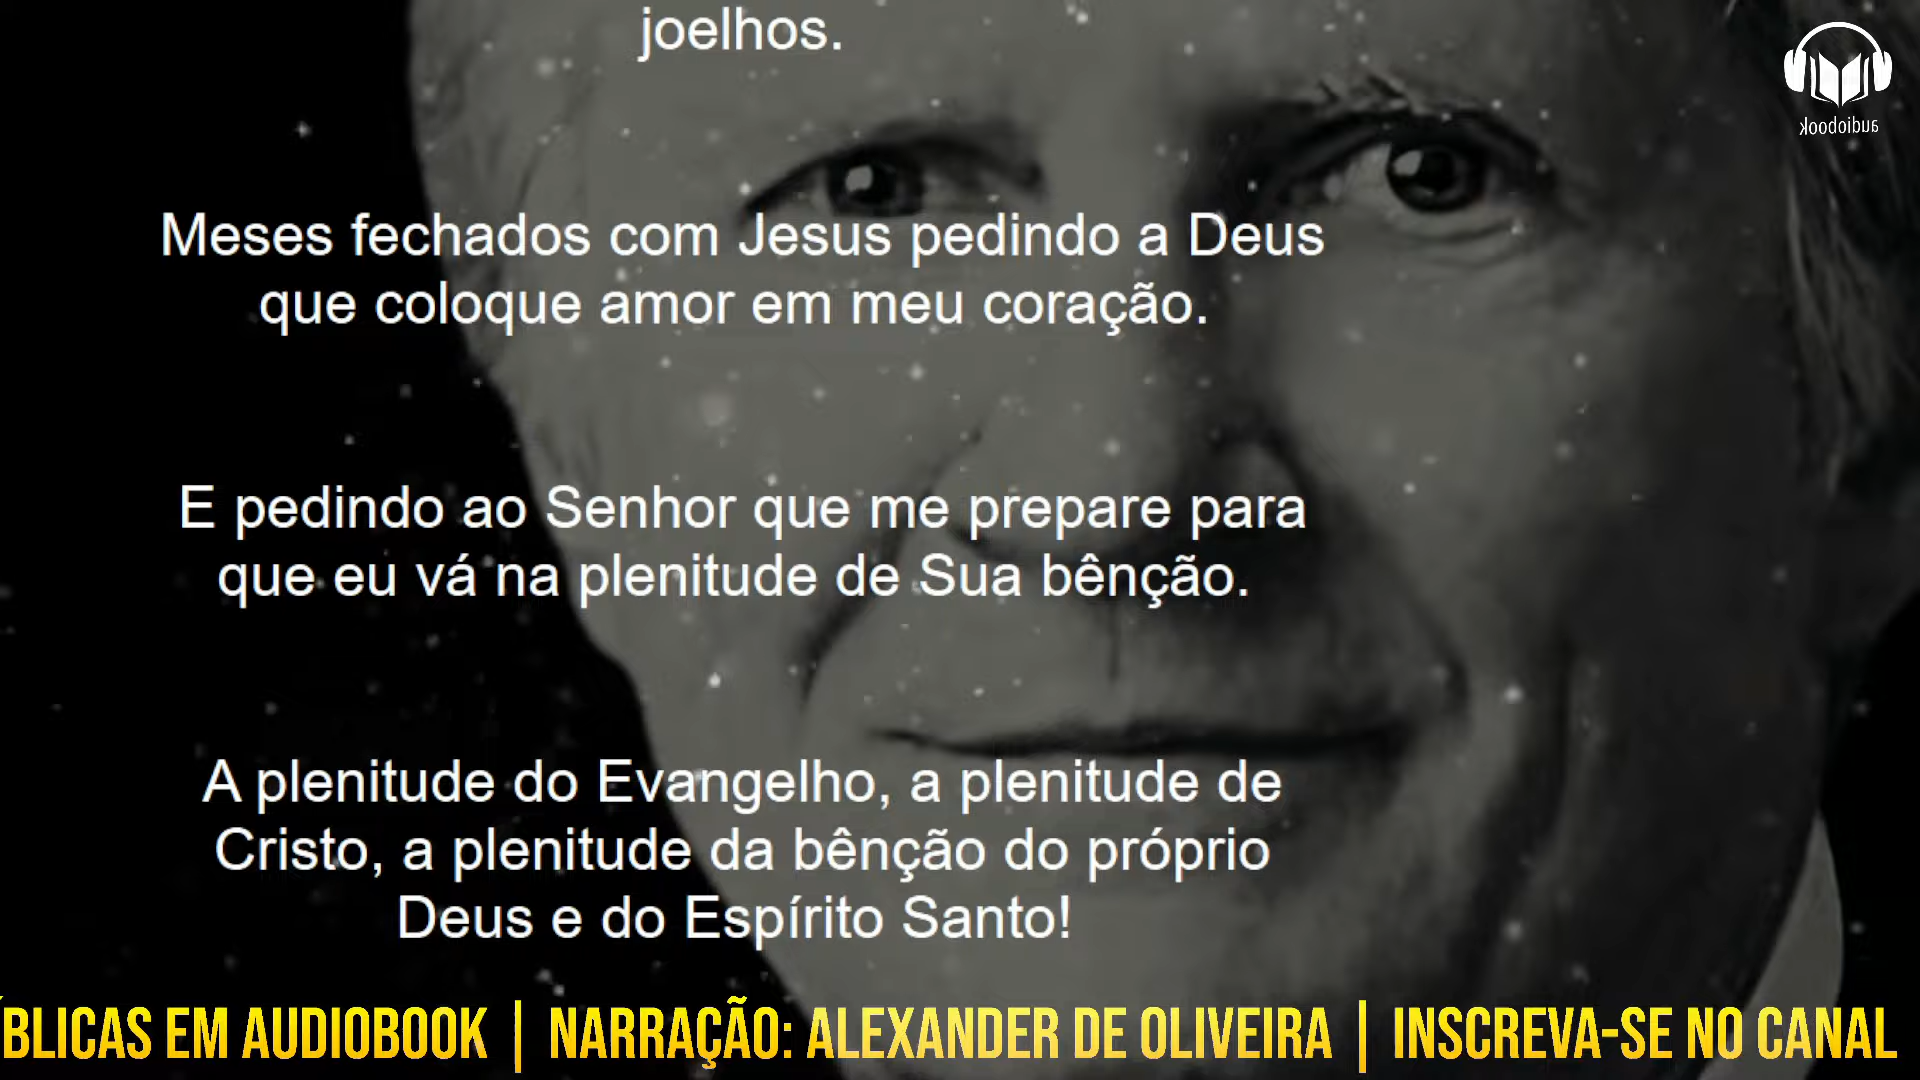 joelhos.
audiobook
Meses fechados com Jesus pedindo a Deus
que coloque amor em meu coração.
E pedindo ao Senhor que me prepare para
que eu vá na plenitude de Sua bênção.
A plenitude do Evangelho, a plenitude de
Cristo, a plenitude da bênção do próprio
Deus e do Espírito Santo!
ÍBLICAS EM AUDIOBOOK | NARRAÇÃO: ALEXANDER DE OLIVEIRA | INSCREVA-SE NO CANAL